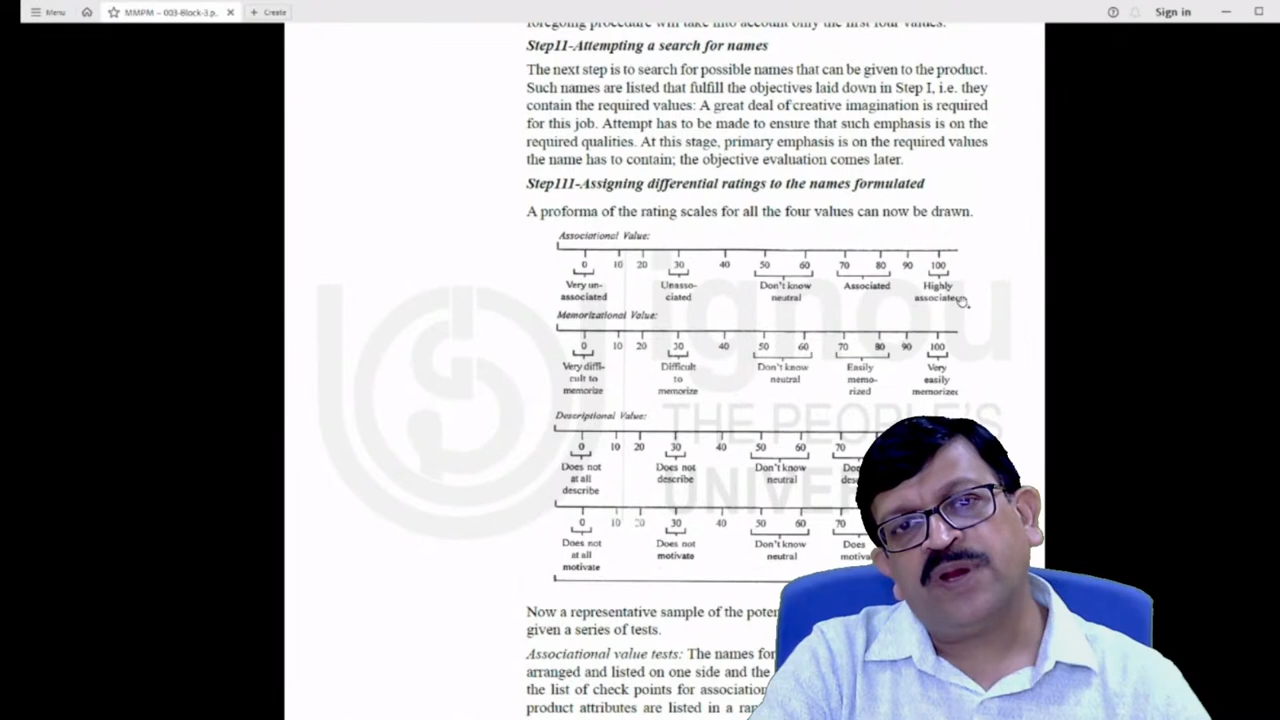 Menu
MMPM - 003-Block-3.p..
Create
Sign in
foregoing procedure will take into account only the first four values.
Step11-Attempting a search for names
The next step is to search for possible names that can be given to the product.
Such names are listed that fulfill the objectives laid down in Step I, i.e. they
contain the required values: A great deal of creative imagination is required
for this job. Attempt has to be made to ensure that such emphasis is on the
required qualities. At this stage, primary emphasis is on the required values
the name has to contain; the objective evaluation comes later.
Step111-Assigning differential ratings to the names formulated
A proforma of the rating scales for all the four values can now be drawn.
Associational Value:
0 10 20 30 40 50 60 70 80 90 100
Very un- Unasso- Don't know Associated Highly
associated ciated neutral
Memorizational Value:
0 10 20 30 40 50 60 70 80 90 100
Very diffi- Difficult Don't know Easily Very
cult to to neutral memo- easily
memorize memorize rized
Descriptional Value:
0 10 20 30 40 50 60 70
Does not Does not Don't know
at all describe neutral
describe
0 10 20 30 40 50 60 70
Does not Does not Don't know Does
at all motivate neutral
motivate
Now a representative sample of the
given a series of tests.
Associational value tests: The names
arranged and listed on one side and the
the list of check points for
product attributes are listed in a
ignou
THE PEOPLE'S